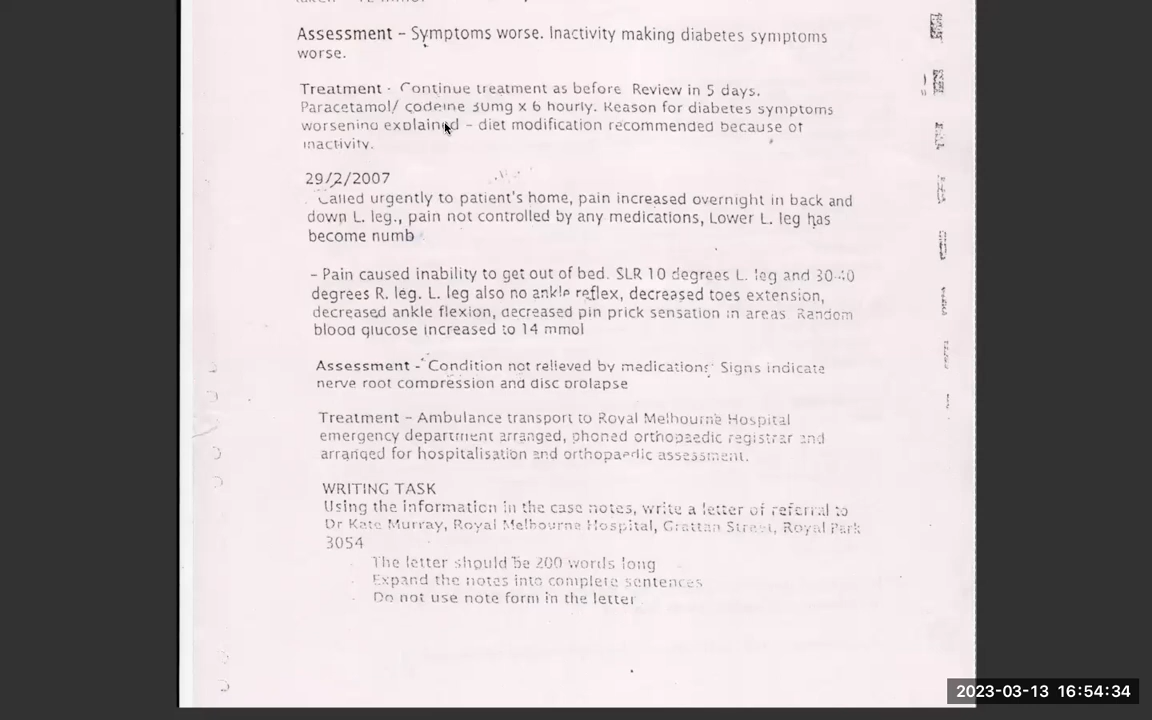 Assessment – Symptoms worse. Inactivity making diabetes symptoms
worse.
Treatment - Continue treatment as before Review in 5 days.
Paracetamol/ codeine 30mg x 6 hourly. Reason for diabetes symptoms
worsening explained – diet modification recommended because of
inactivity.
29/2/2007
Called urgently to patient's home, pain increased overnight in back and
down L. leg., pain not controlled by any medications, Lower L. leg has
become numb
– Pain caused inability to get out of bed. SLR 10 degrees L. leg and 30-40
degrees R. leg. L. leg also no ankle reflex, decreased toes extension,
decreased ankle flexion, decreased pin prick sensation in areas Random
blood glucose increased to 14 mmol
Assessment - Condition not relieved by medications Signs indicate
nerve root compression and disc prolapse
Treatment – Ambulance transport to Royal Melbourne Hospital
emergency department arranged, phoned orthopaedic registrar and
arranged for hospitalisation and orthopaedic assessment.
WRITING TASK
Using the information in the case notes, write a letter of referral to
Dr Kate Murray, Royal Melbourne Hospital, Grattan Street, Royal Park
3054
The letter should be 200 words long
Expand the notes into complete sentences
Do not use note form in the letter
2023-03-13 16:54:34